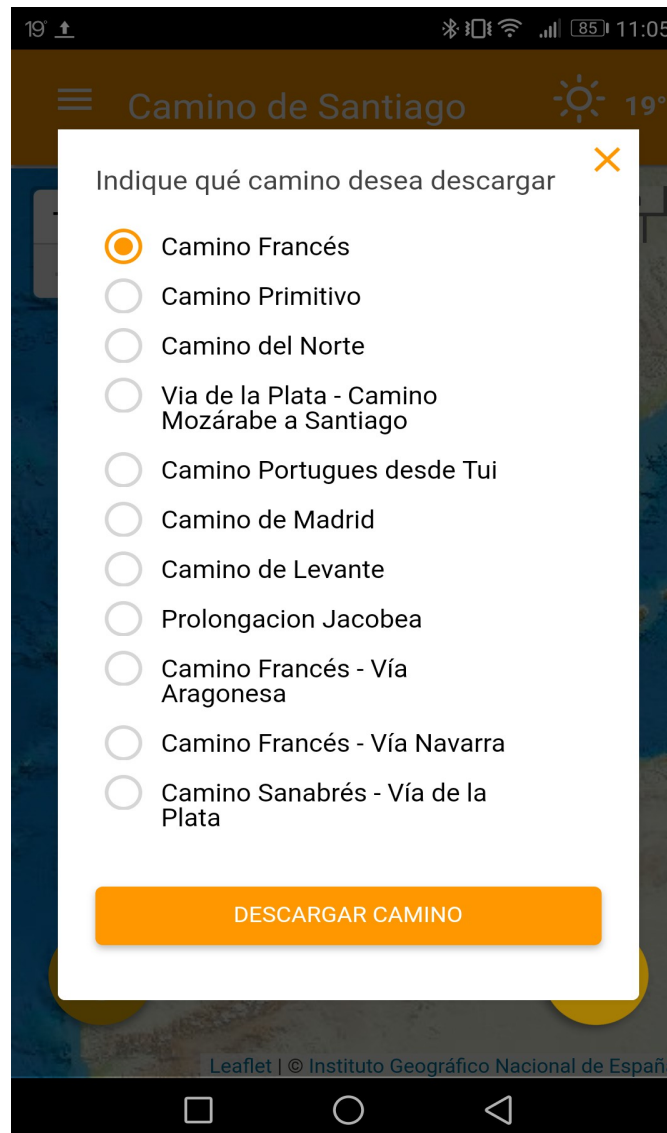 19° 85 11:05
Camino de Santiago 19°
Indique qué camino desea descargar
Camino Francés
Camino Primitivo
Camino del Norte
Via de la Plata - Camino
Mozárabe a Santiago
Camino Portugues desde Tui
Camino de Madrid
Camino de Levante
Prolongacion Jacobea
Camino Francés - Vía
Aragonesa
Camino Francés - Vía Navarra
Camino Sanabrés - Vía de la
Plata
DESCARGAR CAMINO
Leaflet | © Instituto Geográfico Nacional de Españ